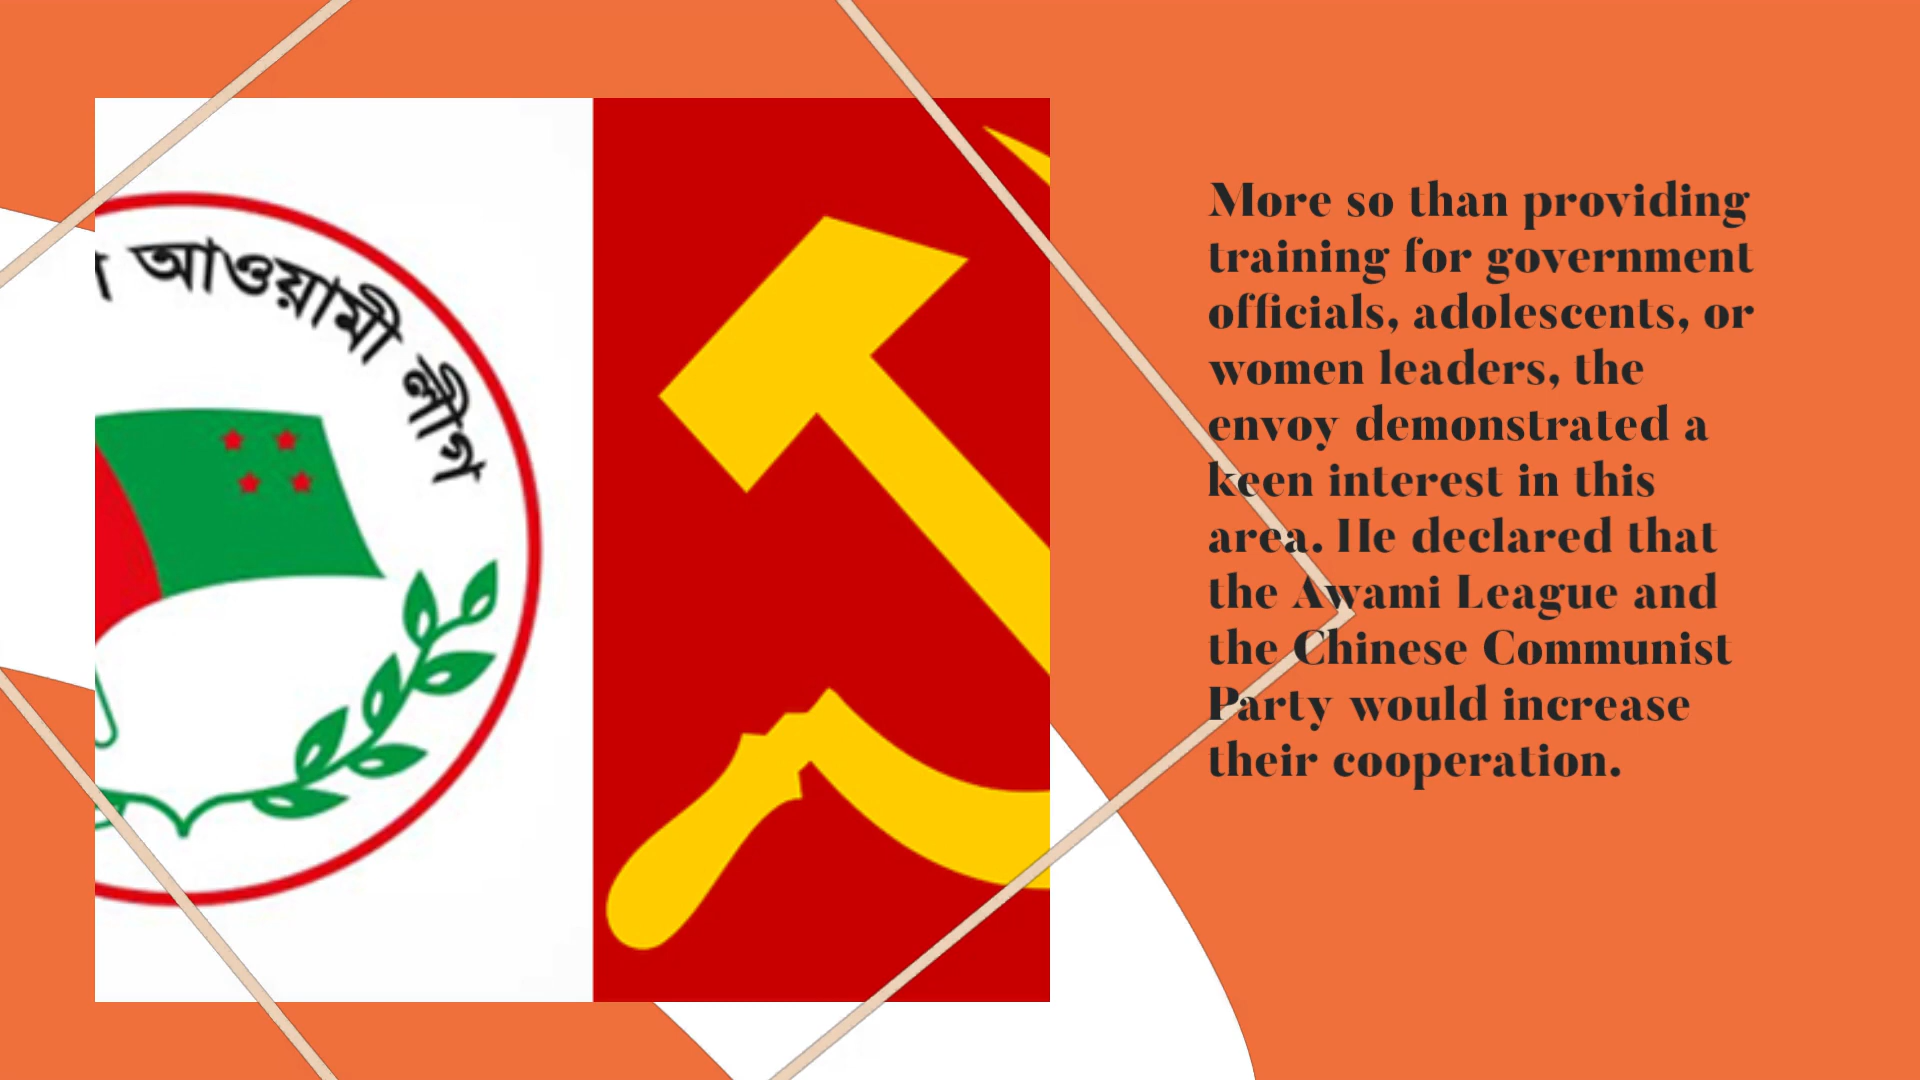 আওয়ামী লীগ
More so than providing
training for government
officials, adolescents, or
women leaders, the
envoy demonstrated a
keen interest in this
area. He declared that
the Awami League and
the Chinese Communist
Party would increase
their cooperation.